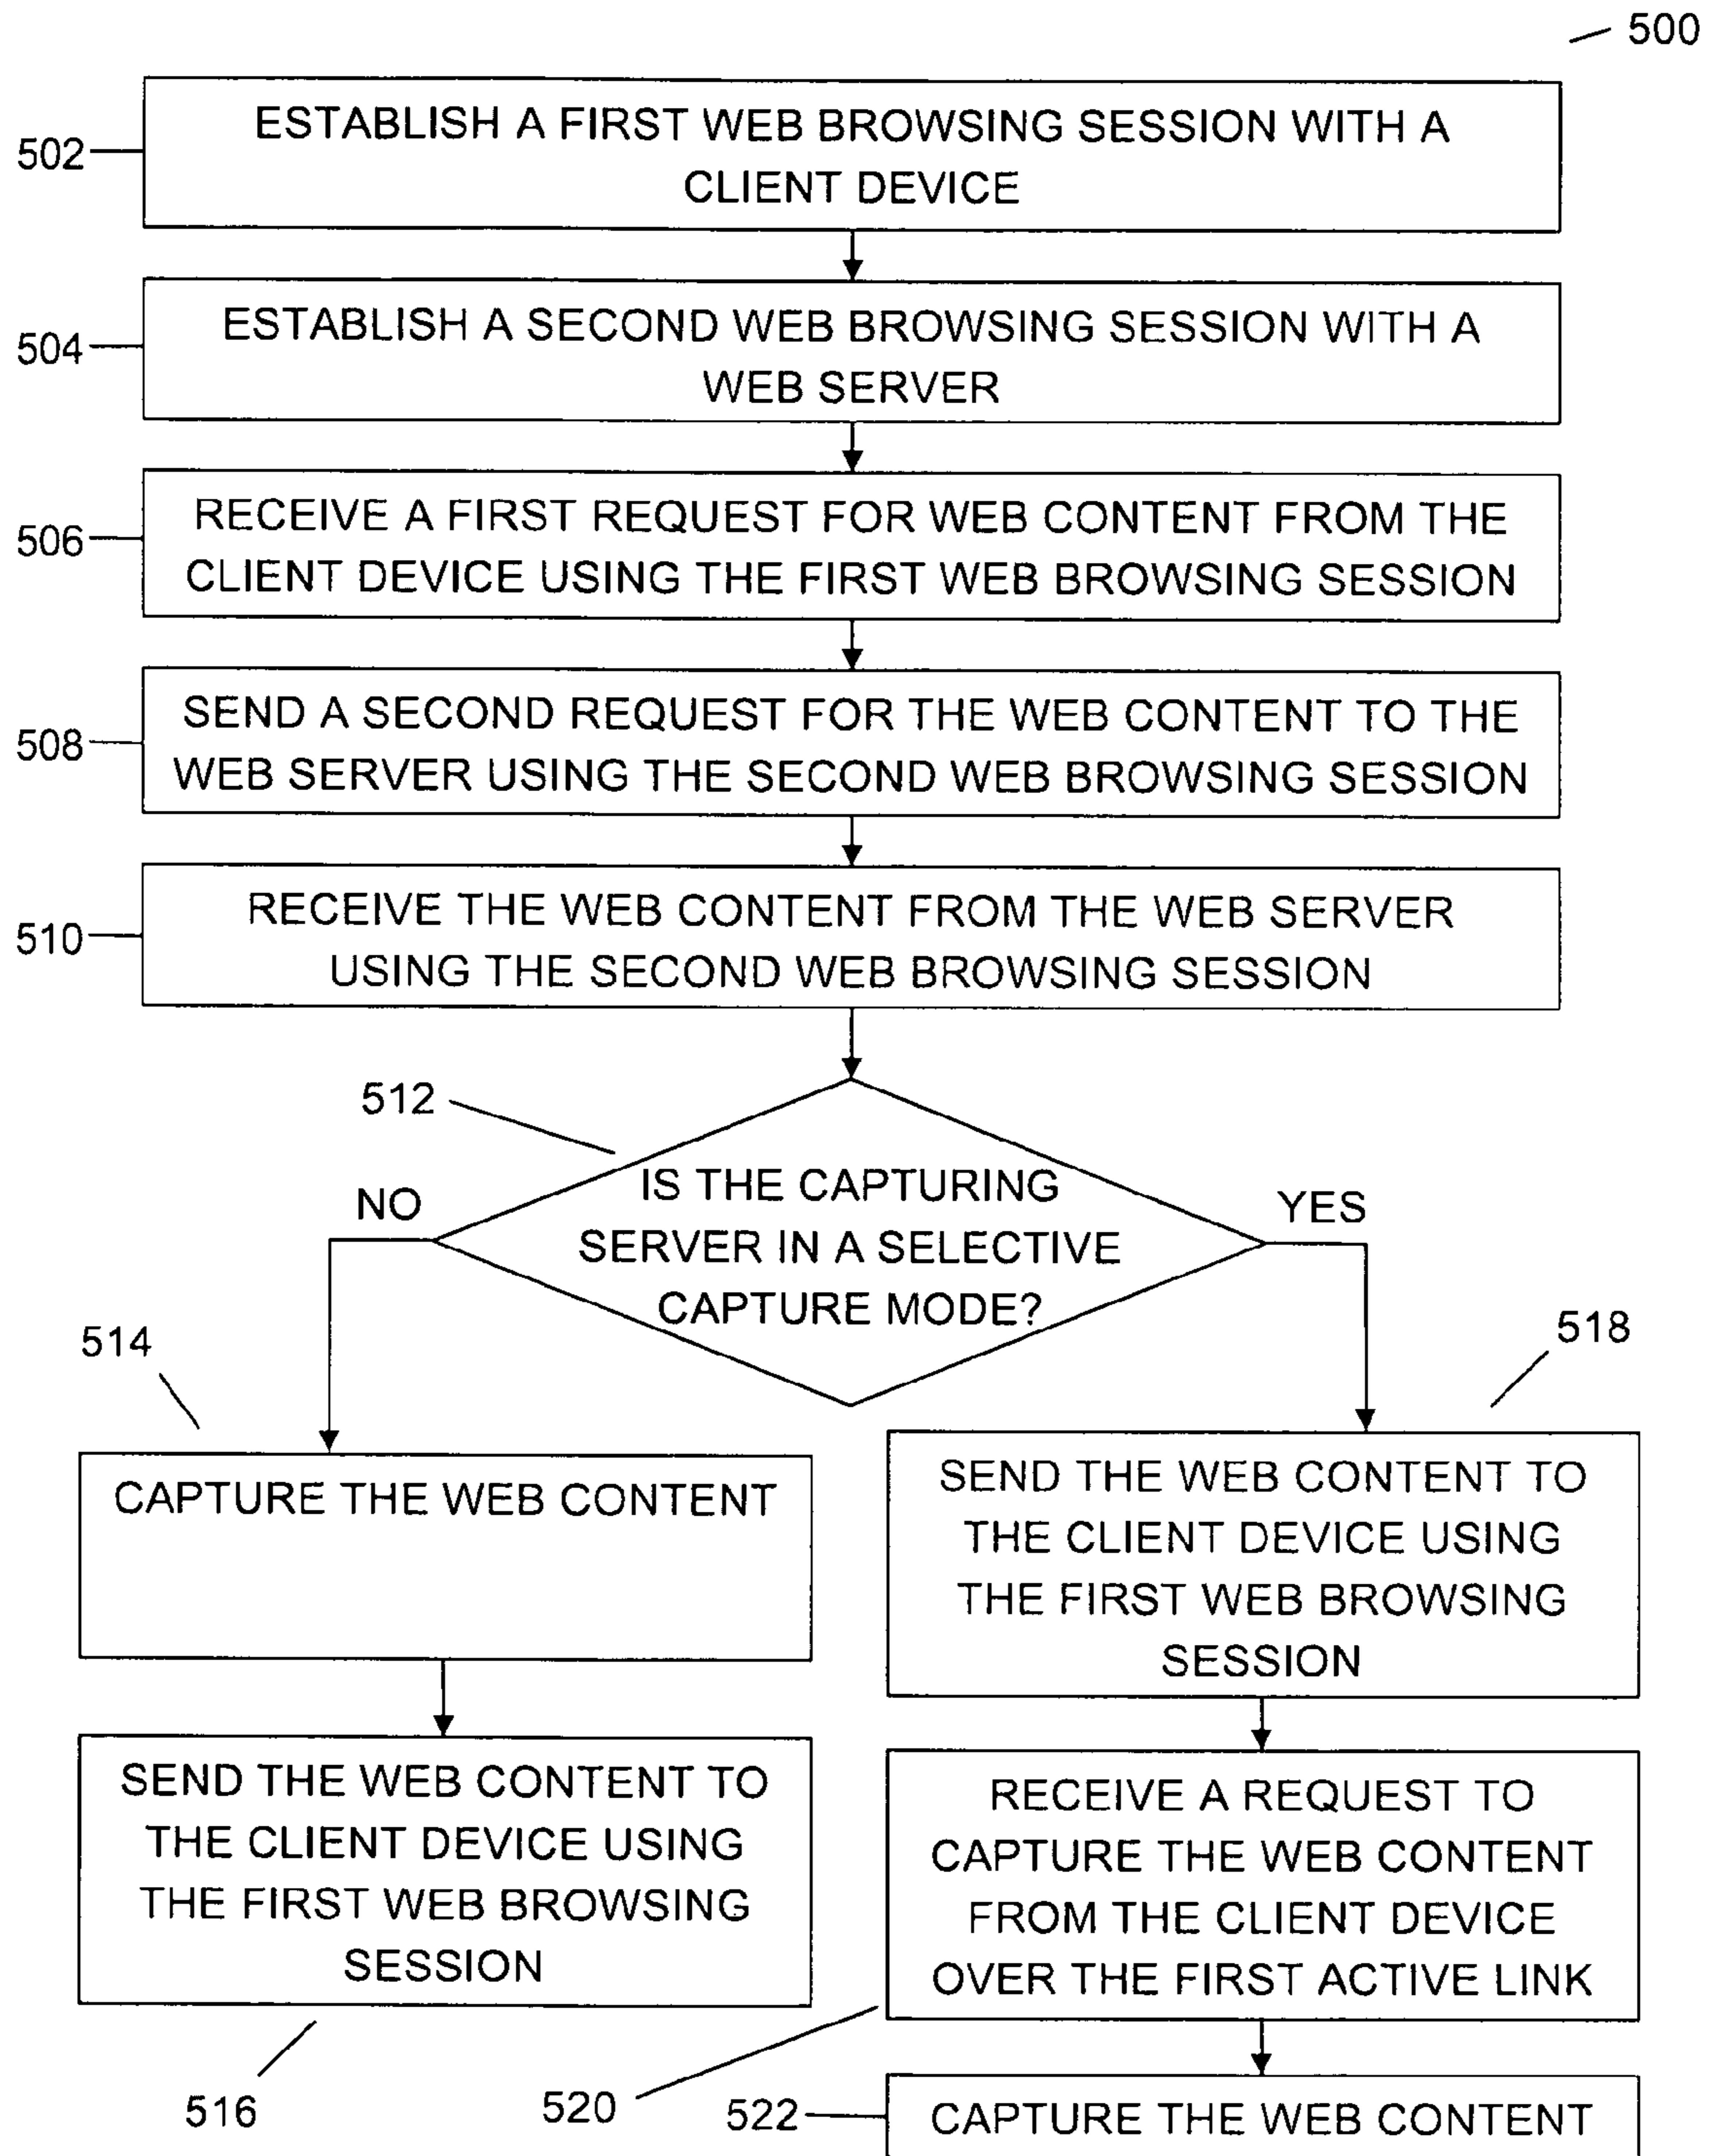 500
502
ESTABLISH A FIRST WEB BROWSING SESSION WITH A
CLIENT DEVICE
504
ESTABLISH A SECOND WEB BROWSING SESSION WITH A
WEB SERVER
506
RECEIVE A FIRST REQUEST FOR WEB CONTENT FROM THE
CLIENT DEVICE USING THE FIRST WEB BROWSING SESSION
508
SEND A SECOND REQUEST FOR THE WEB CONTENT TO THE
WEB SERVER USING THE SECOND WEB BROWSING SESSION
510
RECEIVE THE WEB CONTENT FROM THE WEB SERVER
USING THE SECOND WEB BROWSING SESSION
512
IS THE CAPTURING
SERVER IN A SELECTIVE
CAPTURE MODE?
NO
YES
514
CAPTURE THE WEB CONTENT
SEND THE WEB CONTENT TO
THE CLIENT DEVICE USING
THE FIRST WEB BROWSING
SESSION
516
518
SEND THE WEB CONTENT TO
THE CLIENT DEVICE USING
THE FIRST WEB BROWSING
SESSION
RECEIVE A REQUEST TO
CAPTURE THE WEB CONTENT
FROM THE CLIENT DEVICE
OVER THE FIRST ACTIVE LINK
520
522
CAPTURE THE WEB CONTENT